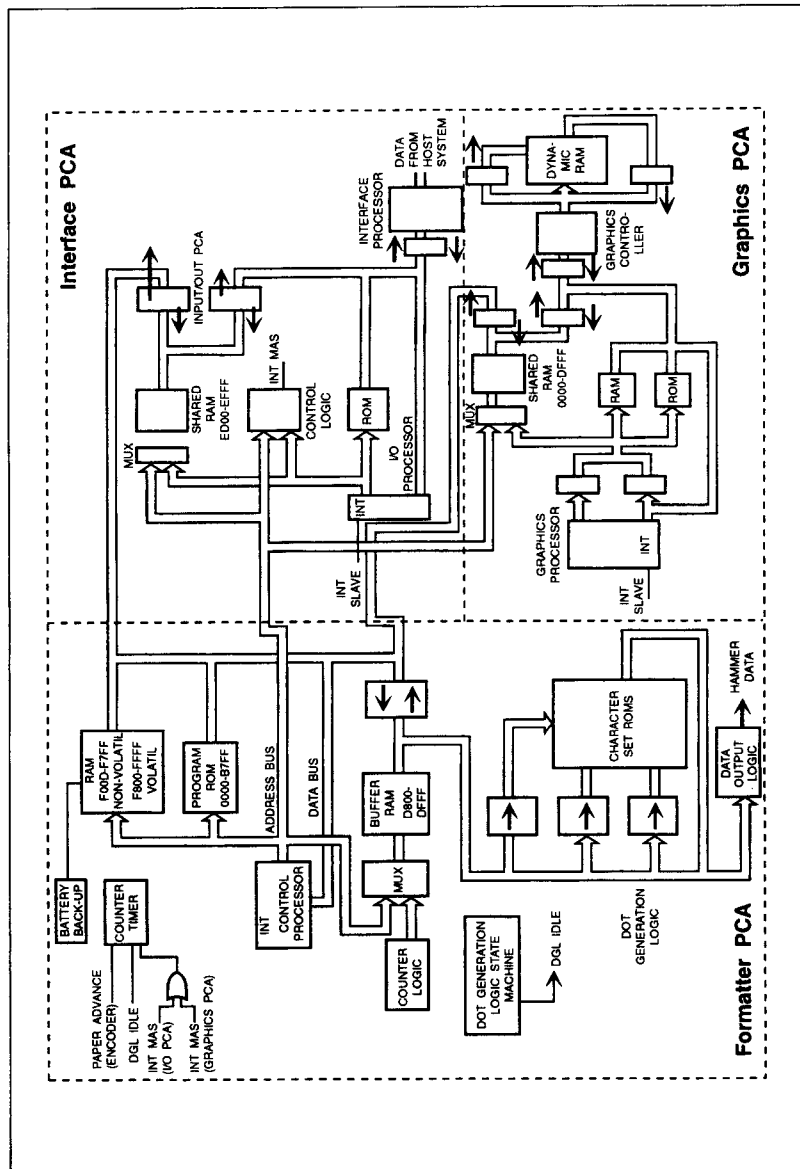 Interface PCA
INPUT/OUT PCA
SHARED
RAM
ED00-EFFF
MUX
INT MAS
CONTROL
LOGIC
ROM
I/O
PROCESSOR
INT
INT
SLAVE
INTERFACE
PROCESSOR
DATA
FROM
HOST
SYSTEM
Graphics PCA
DYNA-
MIC
RAM
GRAPHICS
CONTRO-
LLER
SHARED
RAM
0000-DFFF
MUX
RAM
ROM
GRAPHICS
PROCESSOR
INT
INT
SLAVE
Formatter PCA
BATTERY
BACK-UP
RAM
F00D-F7FF
NON-VOLATIL
F800-FFFF
VOLATIL
PAPER ADVANCE
(ENCODER)
DGL IDLE
INT MAS
(I/O PCA)
INT MAS
(GRAPHICS PCA)
COUNTER
TIMER
PROGRAM
ROM
0000-B7FF
ADDRESS BUS
DATA BUS
INT
CONTROL
PROCESSOR
BUFFER
RAM
D800-
DFFF
MUX
COUNTER
LOGIC
DOT GENERATION
LOGIC STATE
MACHINE
DGL IDLE
DOT
GENERATION
LOGIC
CHARACTER
SET ROMS
DATA
OUTPUT
LOGIC
HAMMER
DATA